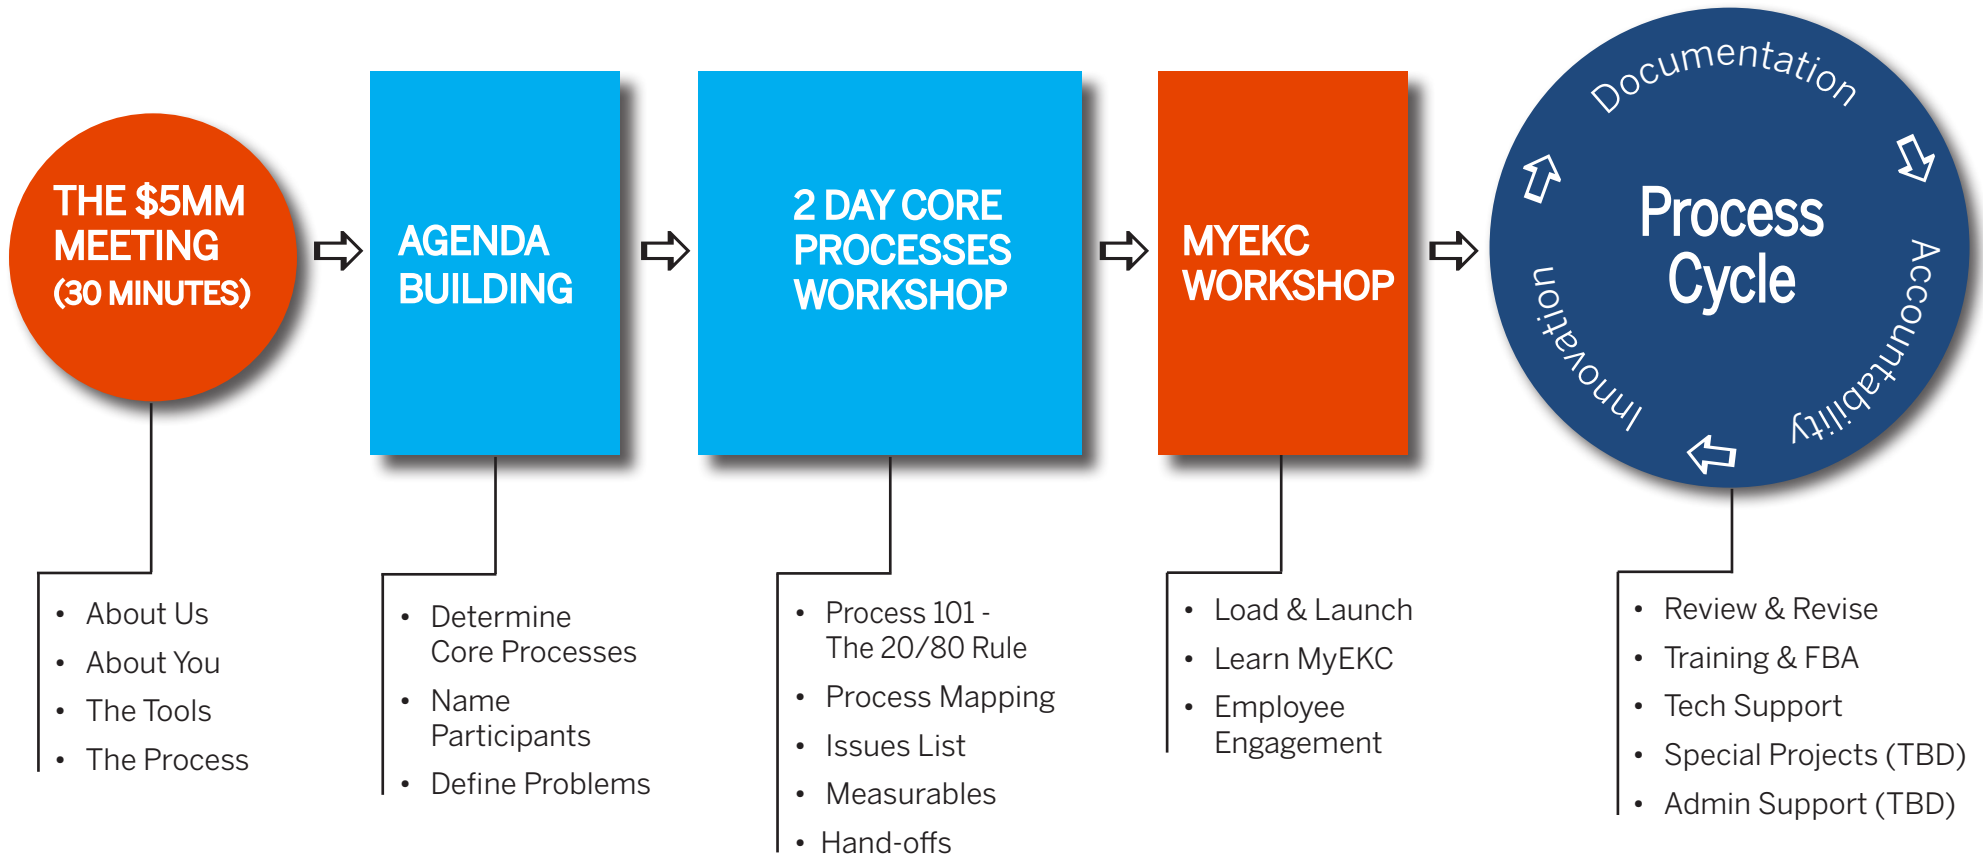 THE $5MM
MEETING
(30 MINUTES)
AGENDA
BUILDING
2 DAY CORE
PROCESSES
WORKSHOP
MYEKC
WORKSHOP
Documentation
Accountability
Innovation
Process
Cycle
• About Us
• About You
• The Tools
• The Process
• Determine
Core Processes
• Name
Participants
• Define Problems
• Process 101 -
The 20/80 Rule
• Process Mapping
• Issues List
• Measurables
• Hand-offs
• Load & Launch
• Learn MyEKC
• Employee
Engagement
• Review & Revise
• Training & FBA
• Tech Support
• Special Projects (TBD)
• Admin Support (TBD)